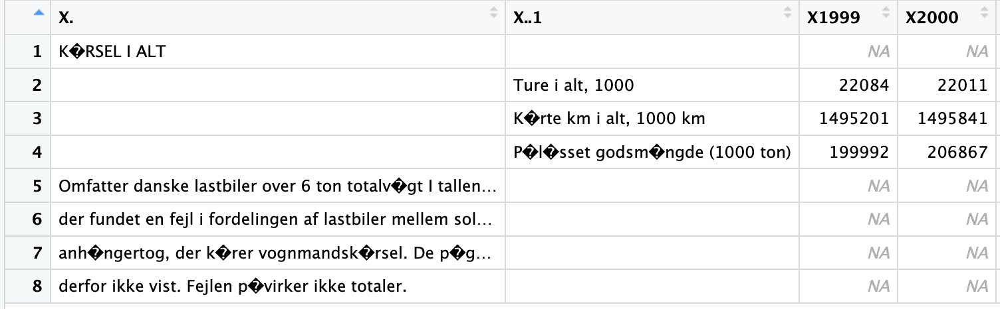 X. X..1 X1999 X2000
1 K�RSEL I ALT NA NA
2 Ture i alt, 1000 22084 22011
3 K�rte km i alt, 1000 km 1495201 1495841
4 P�l�sset godsm�ngde (1000 ton) 199992 206867
5 Omfatter danske lastbiler over 6 ton totalv�gt I tallen... NA NA
6 der fundet en fejl i fordelingen af lastbiler mellem sol... NA NA
7 anh�ngertog, der k�rer vognmandsk�rsel. De p�g... NA NA
8 derfor ikke vist. Fejlen p�virker ikke totaler. NA NA